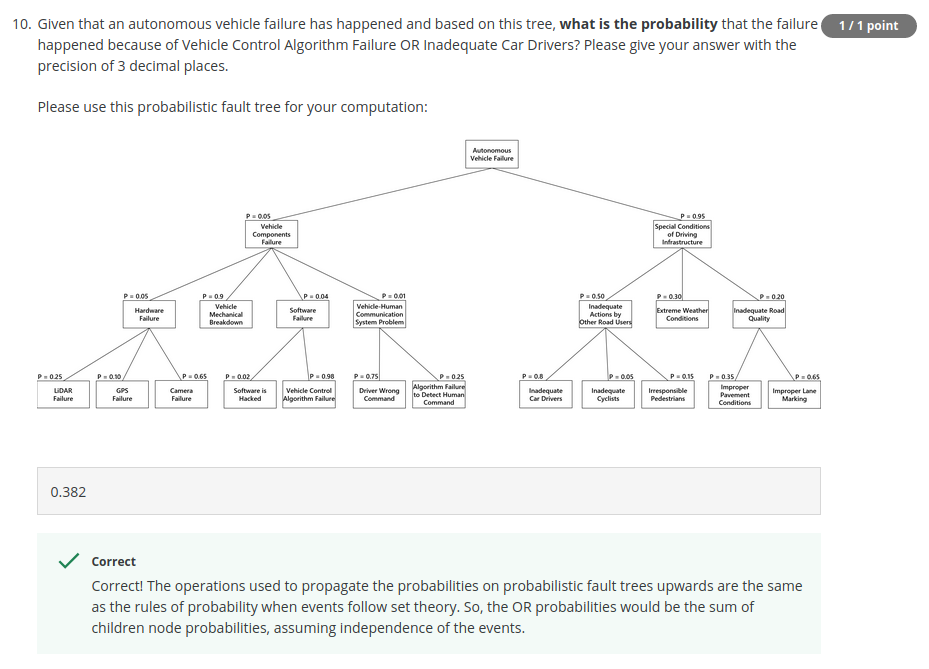 10. Given that an autonomous vehicle failure has happened and based on this tree, what is the probability that the failure
1 / 1 point
happened because of Vehicle Control Algorithm Failure OR Inadequate Car Drivers? Please give your answer with the
precision of 3 decimal places.
Please use this probabilistic fault tree for your computation:
Autonomous
Vehicle Failure
P = 0.05
Vehicle
Components
Failure
P = 0.95
Special Conditions
of Driving
Infrastructure
P = 0.05
Hardware
Failure
P = 0.9
Vehicle
Mechanical
Breakdown
P = 0.04
Software
Failure
P = 0.01
Vehicle-Human
Communication
System Problem
P = 0.50
Inadequate
Actions by
Other Road Users
P = 0.30
Extreme Weather
Conditions
P = 0.20
Inadequate Road
Quality
P = 0.25
LiDAR
Failure
P = 0.10
GPS
Failure
P = 0.65
Camera
Failure
P = 0.02
Software is
Hacked
P = 0.98
Vehicle Control
Algorithm Failure
P = 0.75
Driver Wrong
Command
P = 0.25
Algorithm Failure
to Detect Human
Command
P = 0.8
Inadequate
Car Drivers
P = 0.05
Inadequate
Cyclists
P = 0.15
Irresponsible
Pedestrians
P = 0.35
Improper
Pavement
Conditions
P = 0.65
Improper Lane
Marking
0.382
Correct
Correct! The operations used to propagate the probabilities on probabilistic fault trees upwards are the same
as the rules of probability when events follow set theory. So, the OR probabilities would be the sum of
children node probabilities, assuming independence of the events.